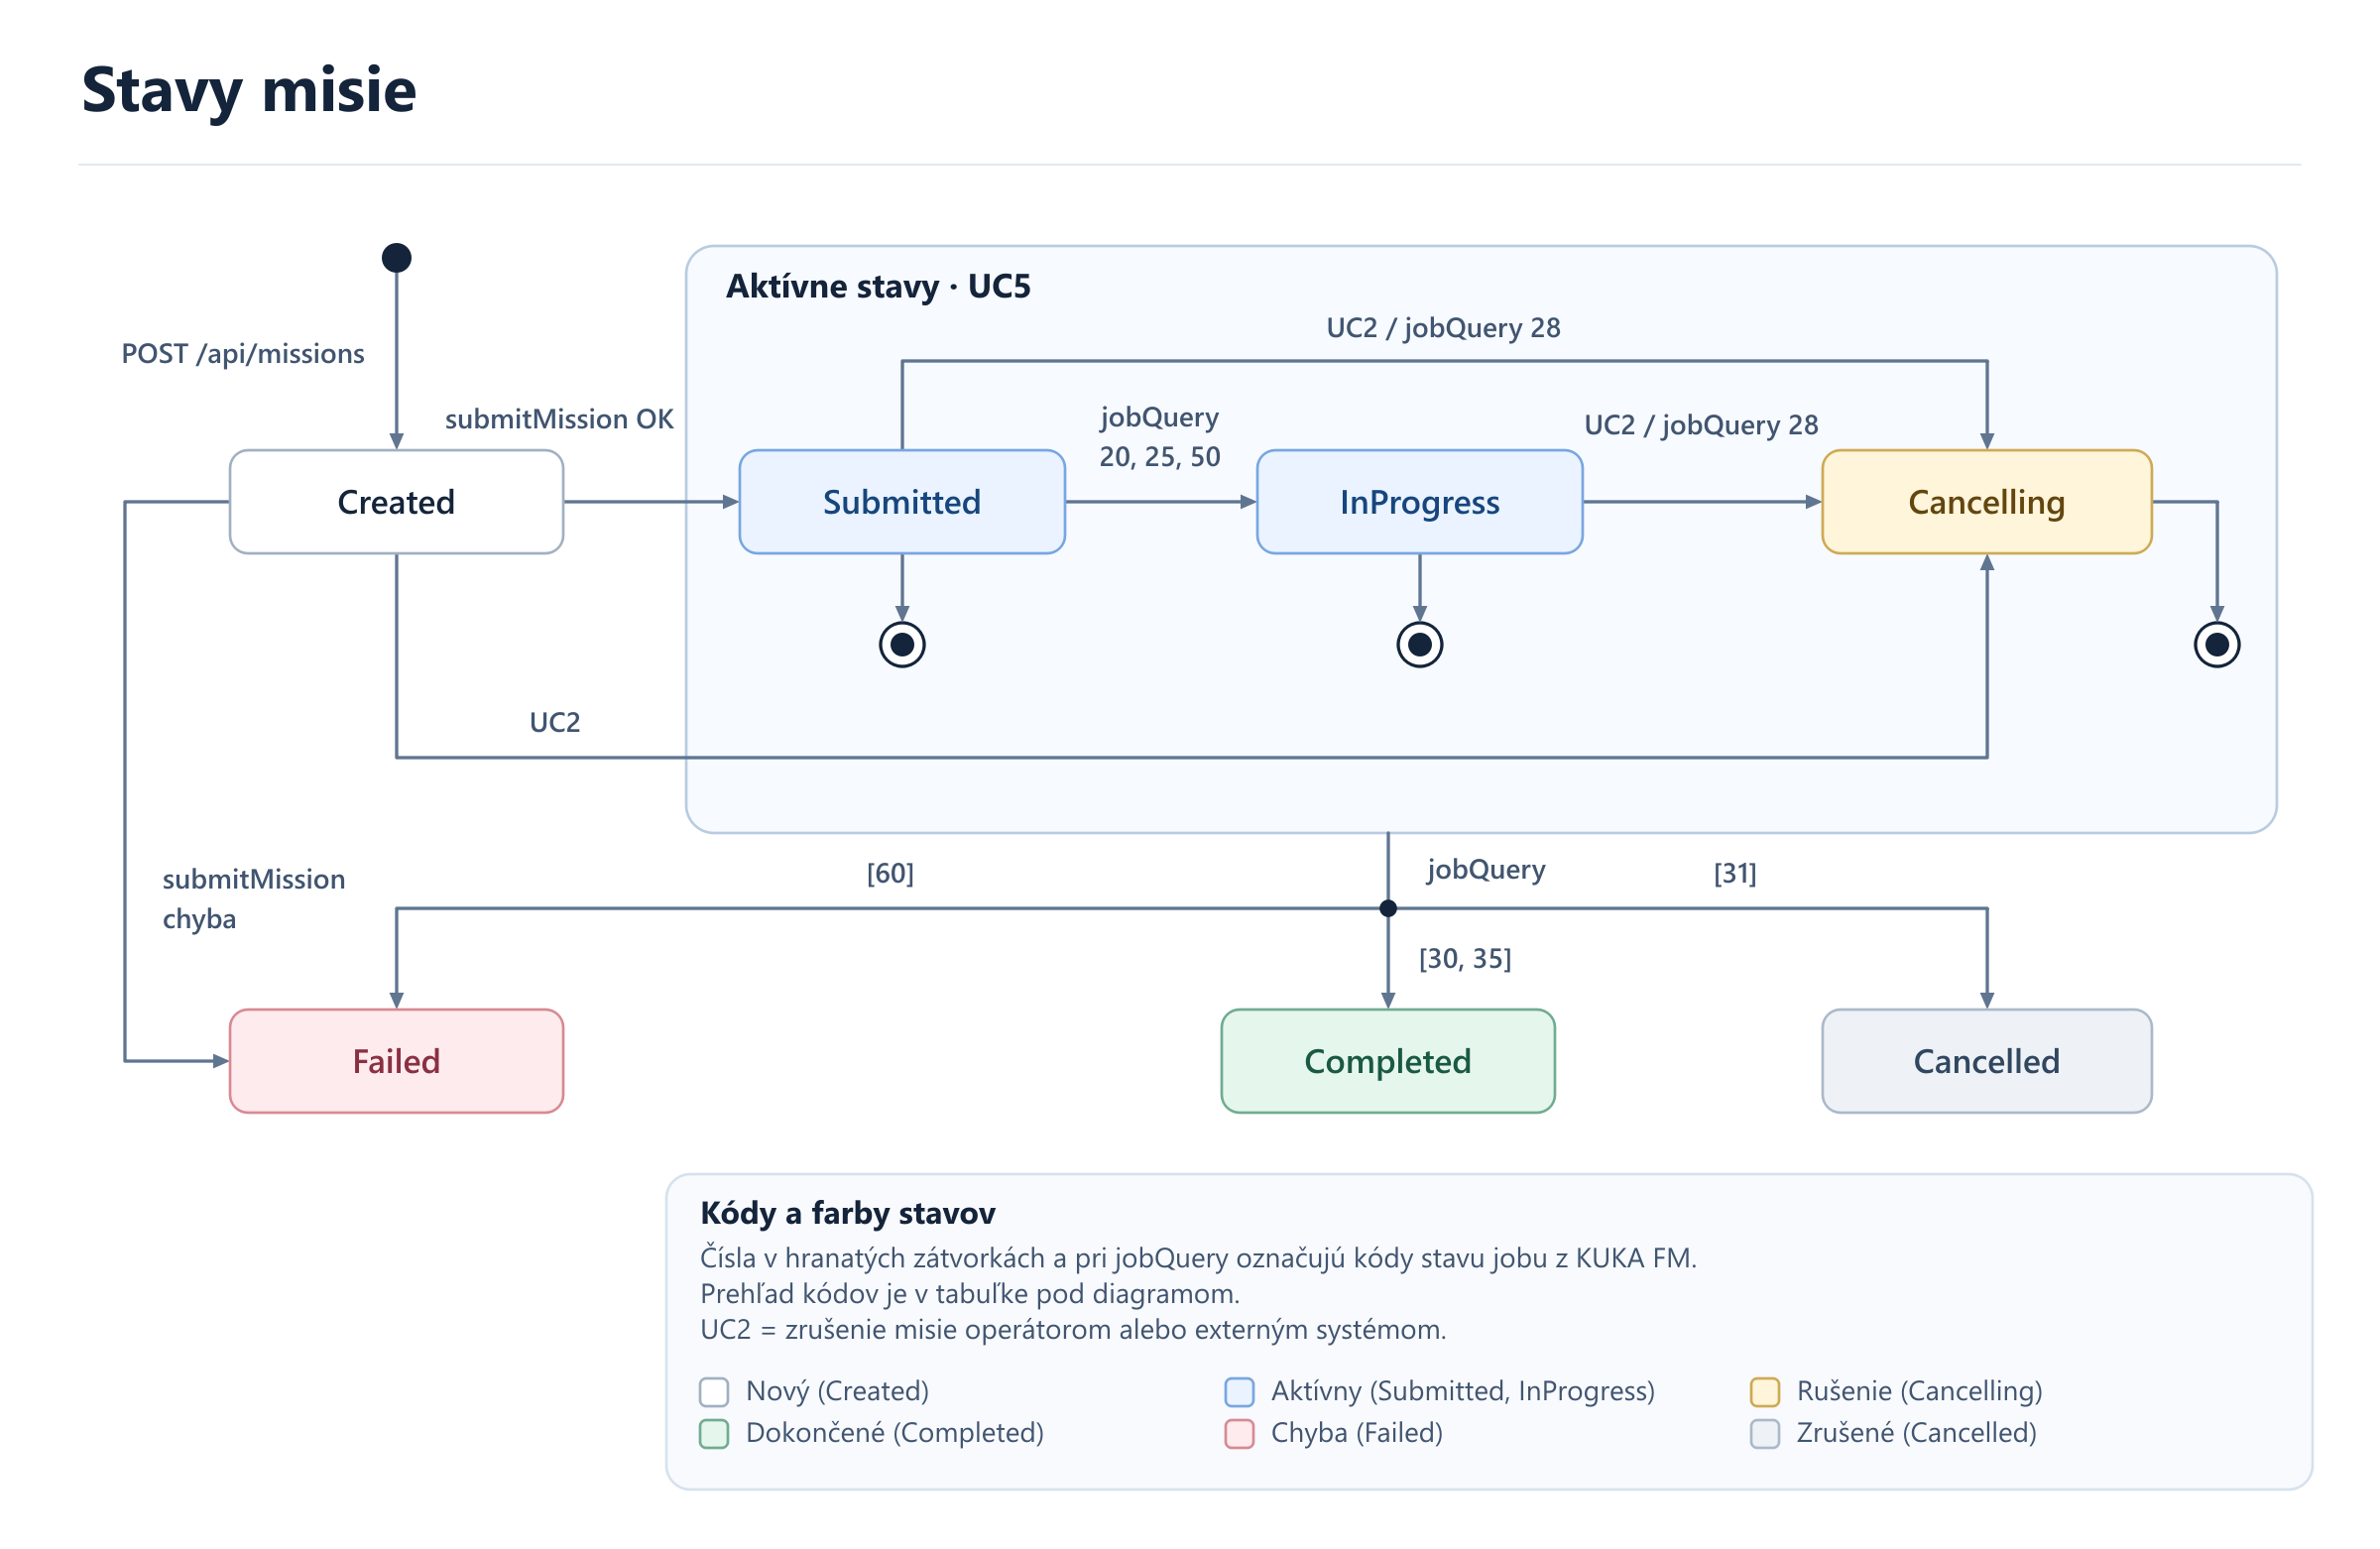 Stavy misie
Aktívne stavy · UC5
UC2 / jobQuery 28
POST /api/missions
submitMission OK
jobQuery
20, 25, 50
UC2 / jobQuery 28
Created
Submitted
InProgress
Cancelling
UC2
submitMission
chyba
[60]
jobQuery
[31]
[30, 35]
Failed
Completed
Cancelled
Kódy a farby stavov
Čísla v hranatých zátvorkách a pri jobQuery označujú kódy stavu jobu z KUKA FM.
Prehľad kódov je v tabuľke pod diagramom.
UC2 = zrušenie misie operátorom alebo externým systémom.
Nový (Created)
Aktívny (Submitted, InProgress)
Rušenie (Cancelling)
Dokončené (Completed)
Chyba (Failed)
Zrušené (Cancelled)